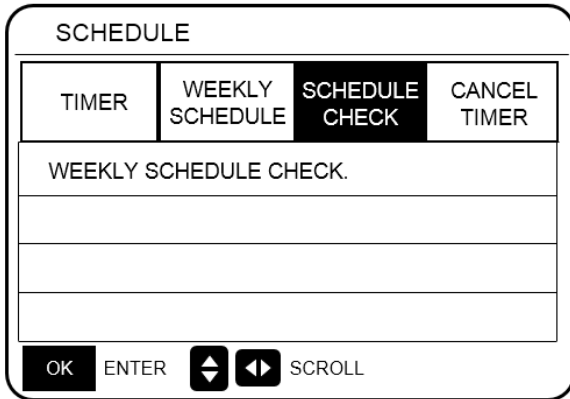 SCHEDULE
TIMER
WEEKLY
SCHEDULE
SCHEDULE
CHECK
CANCEL
TIMER
WEEKLY SCHEDULE CHECK.
OK ENTER SCROLL